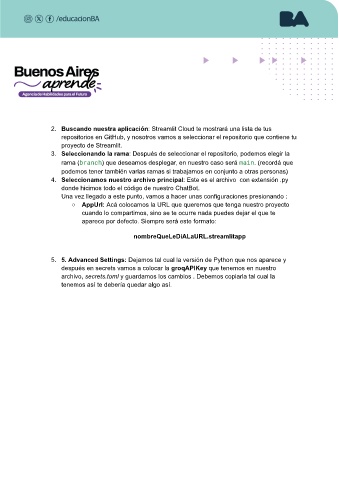 /educacionBA
BA
Buenos Aires
aprende
Agencia de Habilidades para el Futuro
2. Buscando nuestra aplicación: Streamlit Cloud te mostrará una lista de tus
repositorios en GitHub, y nosotros vamos a seleccionar el repositorio que contiene tu
proyecto de Streamlit.
3. Seleccionando la rama: Después de seleccionar el repositorio, podemos elegir la
rama (branch) que deseamos desplegar, en nuestro caso será main. (recordá que
podemos tener también varias ramas si trabajamos en conjunto a otras personas)
4. Seleccionamos nuestro archivo principal: Este es el archivo con extensión .py
donde hicimos todo el código de nuestro ChatBot.
Una vez llegado a este punto, vamos a hacer unas configuraciones presionando :
○ AppUrl: Acá colocamos la URL que queremos que tenga nuestro proyecto
cuando lo compartimos, sino se te ocurre nada puedes dejar el que te
aparece por defecto. Siempre será este formato:
nombreQueLeDiALaURL.streamlitapp
5. 5. Advanced Settings: Dejamos tal cual la versión de Python que nos aparece y
después en secrets vamos a colocar la groqAPIKey que tenemos en nuestro
archivo, secrets.toml y guardamos los cambios . Debemos copiarla tal cual la
tenemos así te debería quedar algo así.